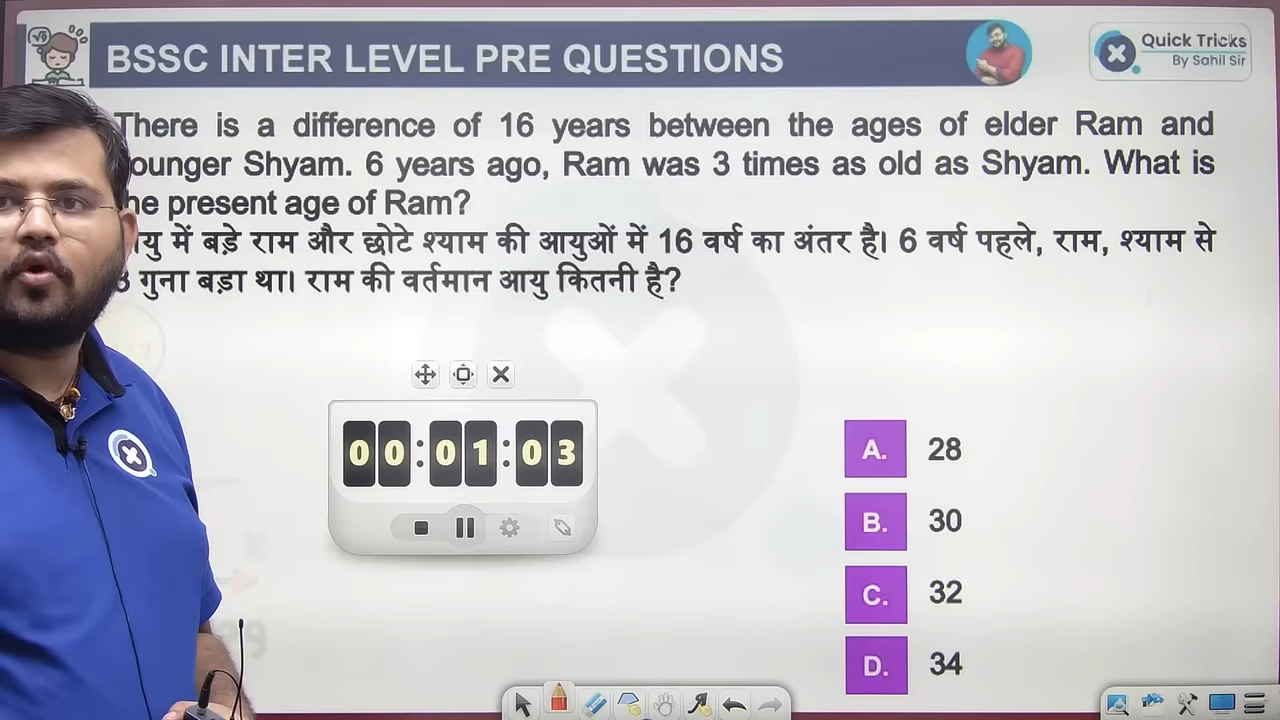 BSSC INTER LEVEL PRE QUESTIONS
Quick Tricks
By Sahil Sir
There is a difference of 16 years between the ages of elder Ram and
ounger Shyam. 6 years ago, Ram was 3 times as old as Shyam. What is
he present age of Ram?
यु में बड़े राम और छोटे श्याम की आयुओं में 16 वर्ष का अंतर है। 6 वर्ष पहले, राम, श्याम से
3 गुना बड़ा था। राम की वर्तमान आयु कितनी है?
00:01:03
A. 28
B. 30
C. 32
D. 34